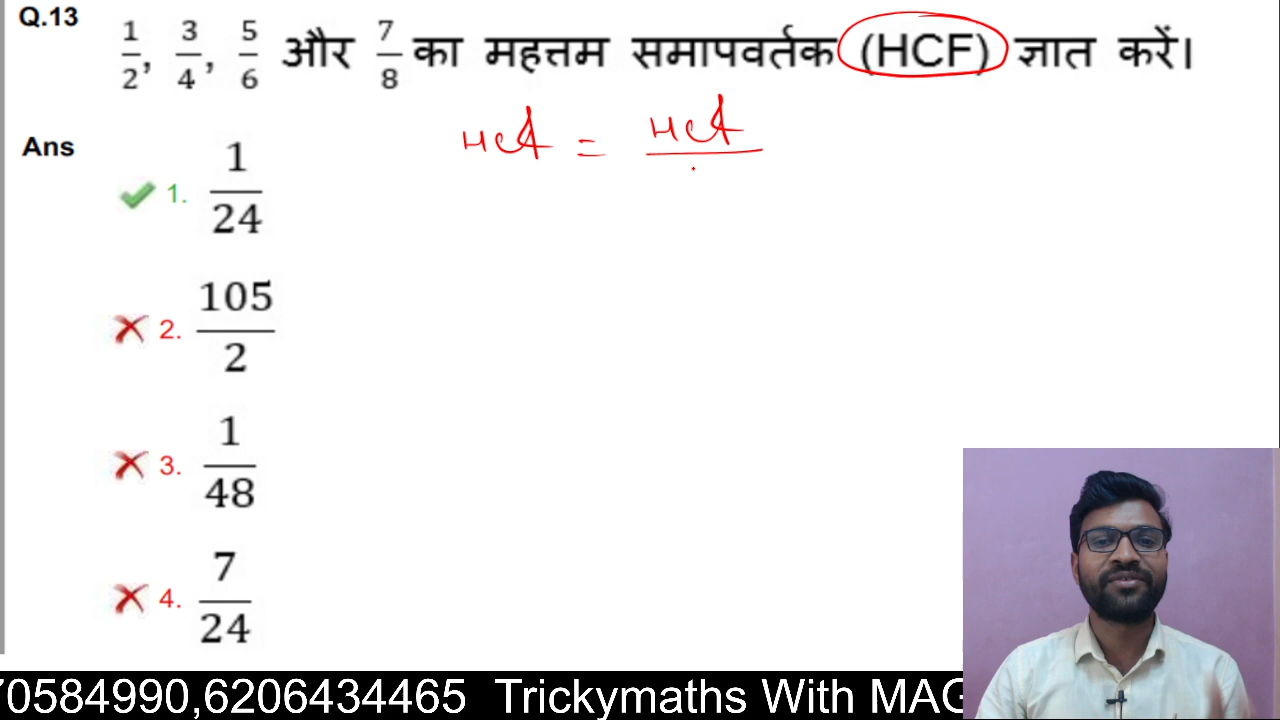 Q.13
1/2, 3/4, 5/6 और 7/8 का महत्तम समापवर्तक (HCF) ज्ञात करें।
HCF = HCF
Ans
1. 1/24
2. 105/2
3. 1/48
4. 7/24
70584990,6206434465 Trickymaths With MAG